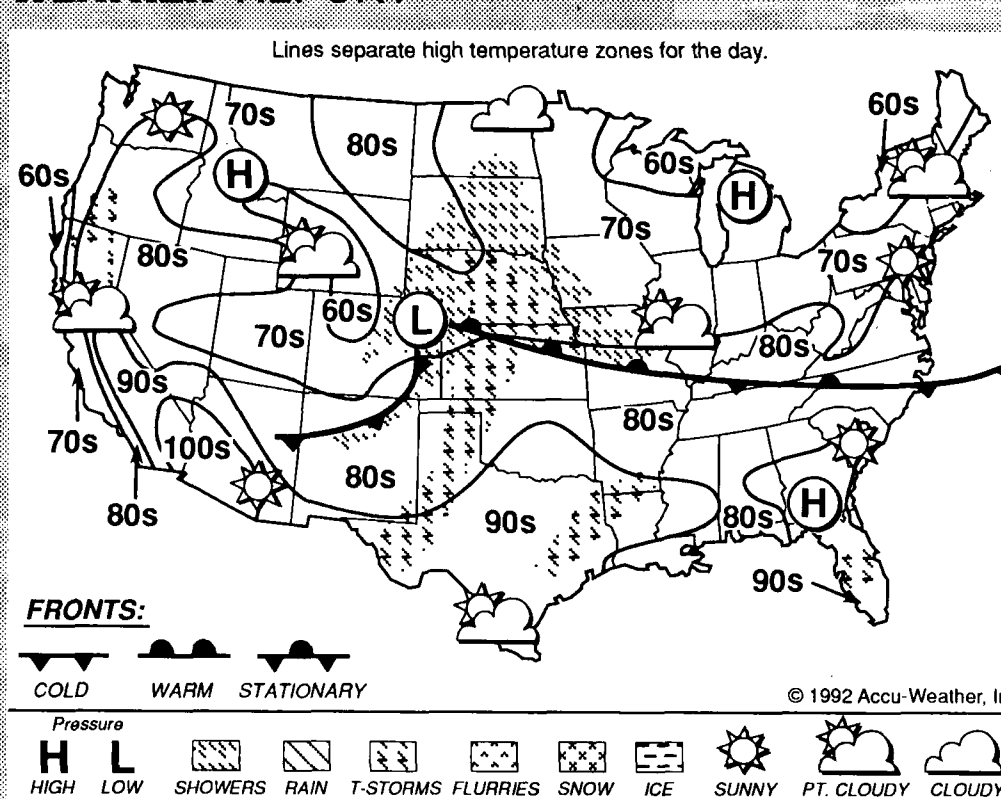 Lines separate high temperature zones for the day.
70s
80s
60s
60s
60s
H
H
70s
80s
70s
60s
L
70s
80s
90s
70s
80s
100s
80s
80s
90s
80s
H
90s
FRONTS:
COLD WARM STATIONARY
© 1992 Accu-Weather, In
Pressure
H L
HIGH LOW SHOWERS RAIN T-STORMS FLURRIES SNOW ICE SUNNY PT. CLOUDY CLOUDY